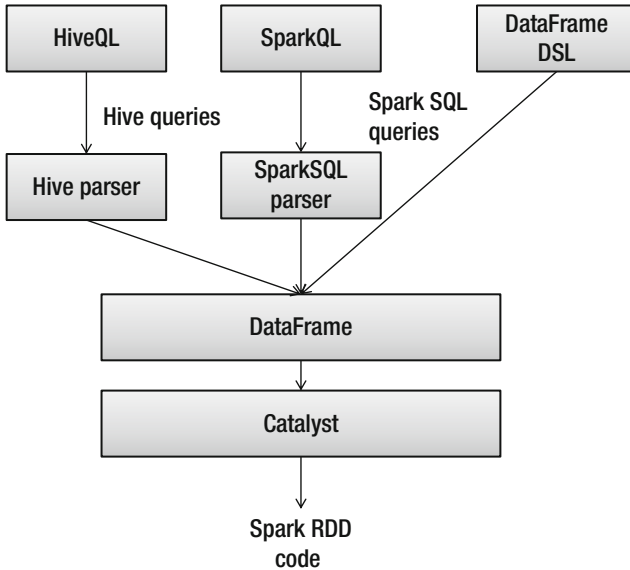 HiveQL
SparkQL
DataFrame
DSL
Hive queries
Spark SQL
queries
Hive parser
SparkSQL
parser
DataFrame
Catalyst
Spark RDD
code